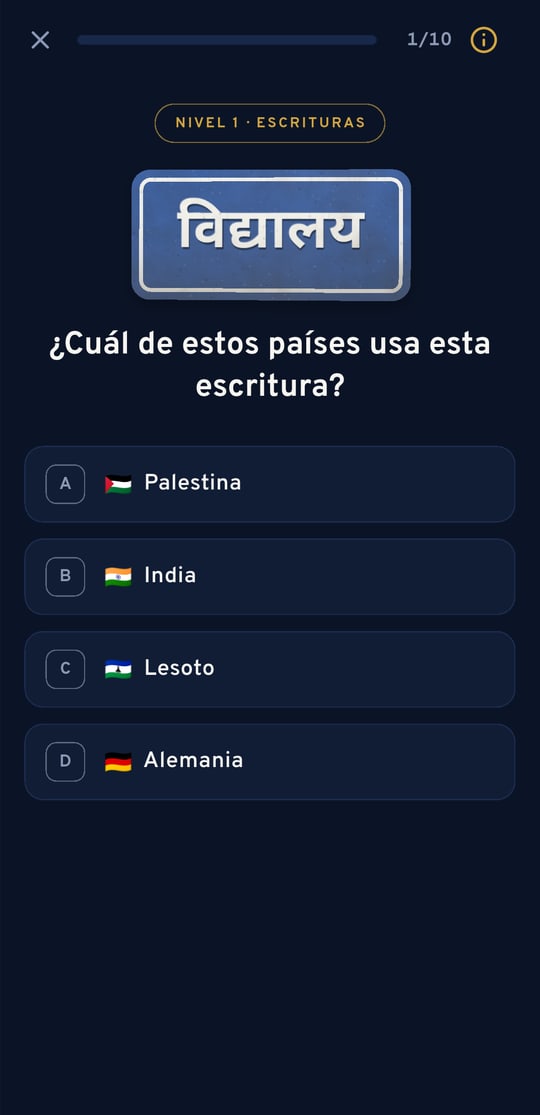 1/10
NIVEL 1 · ESCRITURAS
विद्यालय
¿Cuál de estos países usa esta
escritura?
A Palestina
B India
C Lesoto
D Alemania